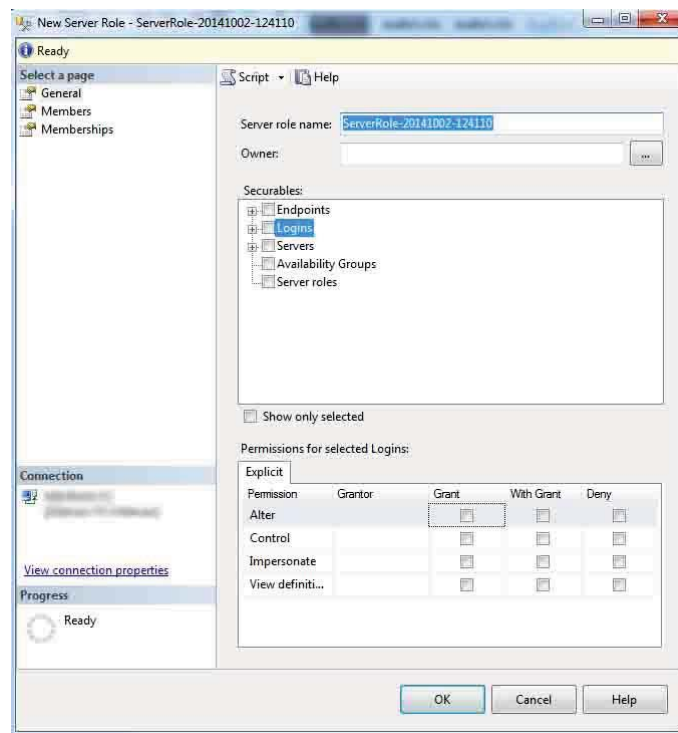 New Server Role - ServerRole-20141002-124110
Ready
Select a page
General
Members
Memberships
Script
Help
Server role name: ServerRole-20141002-124110
Owner:
...
Securables:
Endpoints
Logins
Servers
Availability Groups
Server roles
Show only selected
Permissions for selected Logins:
Explicit
Permission Grantor Grant With Grant Deny
Alter
Control
Impersonate
View definiti...
Connection
View connection properties
Progress
Ready
OK Cancel Help